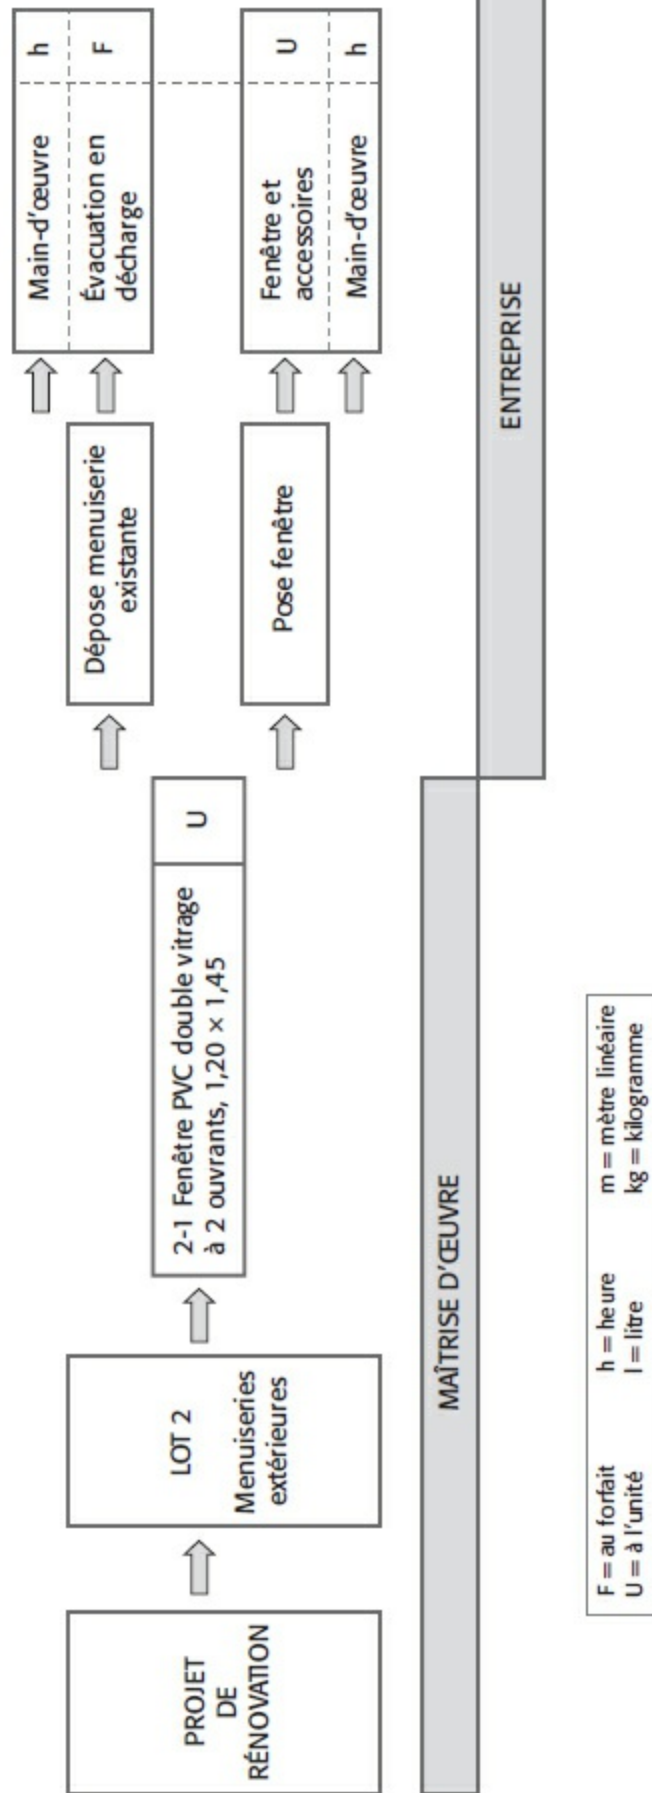 PROJET
DE
RÉNOVATION
LOT 2
Menuiseries
extérieures
2-1 Fenêtre PVC double vitrage
à 2 ouvrants, 1,20 × 1,45
U
Dépose menuiserie
existante
Pose fenêtre
Main-d'œuvre
h
Évacuation en
décharge
F
Fenêtre et
accessoires
U
Main-d'œuvre
h
MAÎTRISE D'ŒUVRE
ENTREPRISE
F = au forfait
U = à l'unité
h = heure
l = litre
m = mètre linéaire
kg = kilogramme